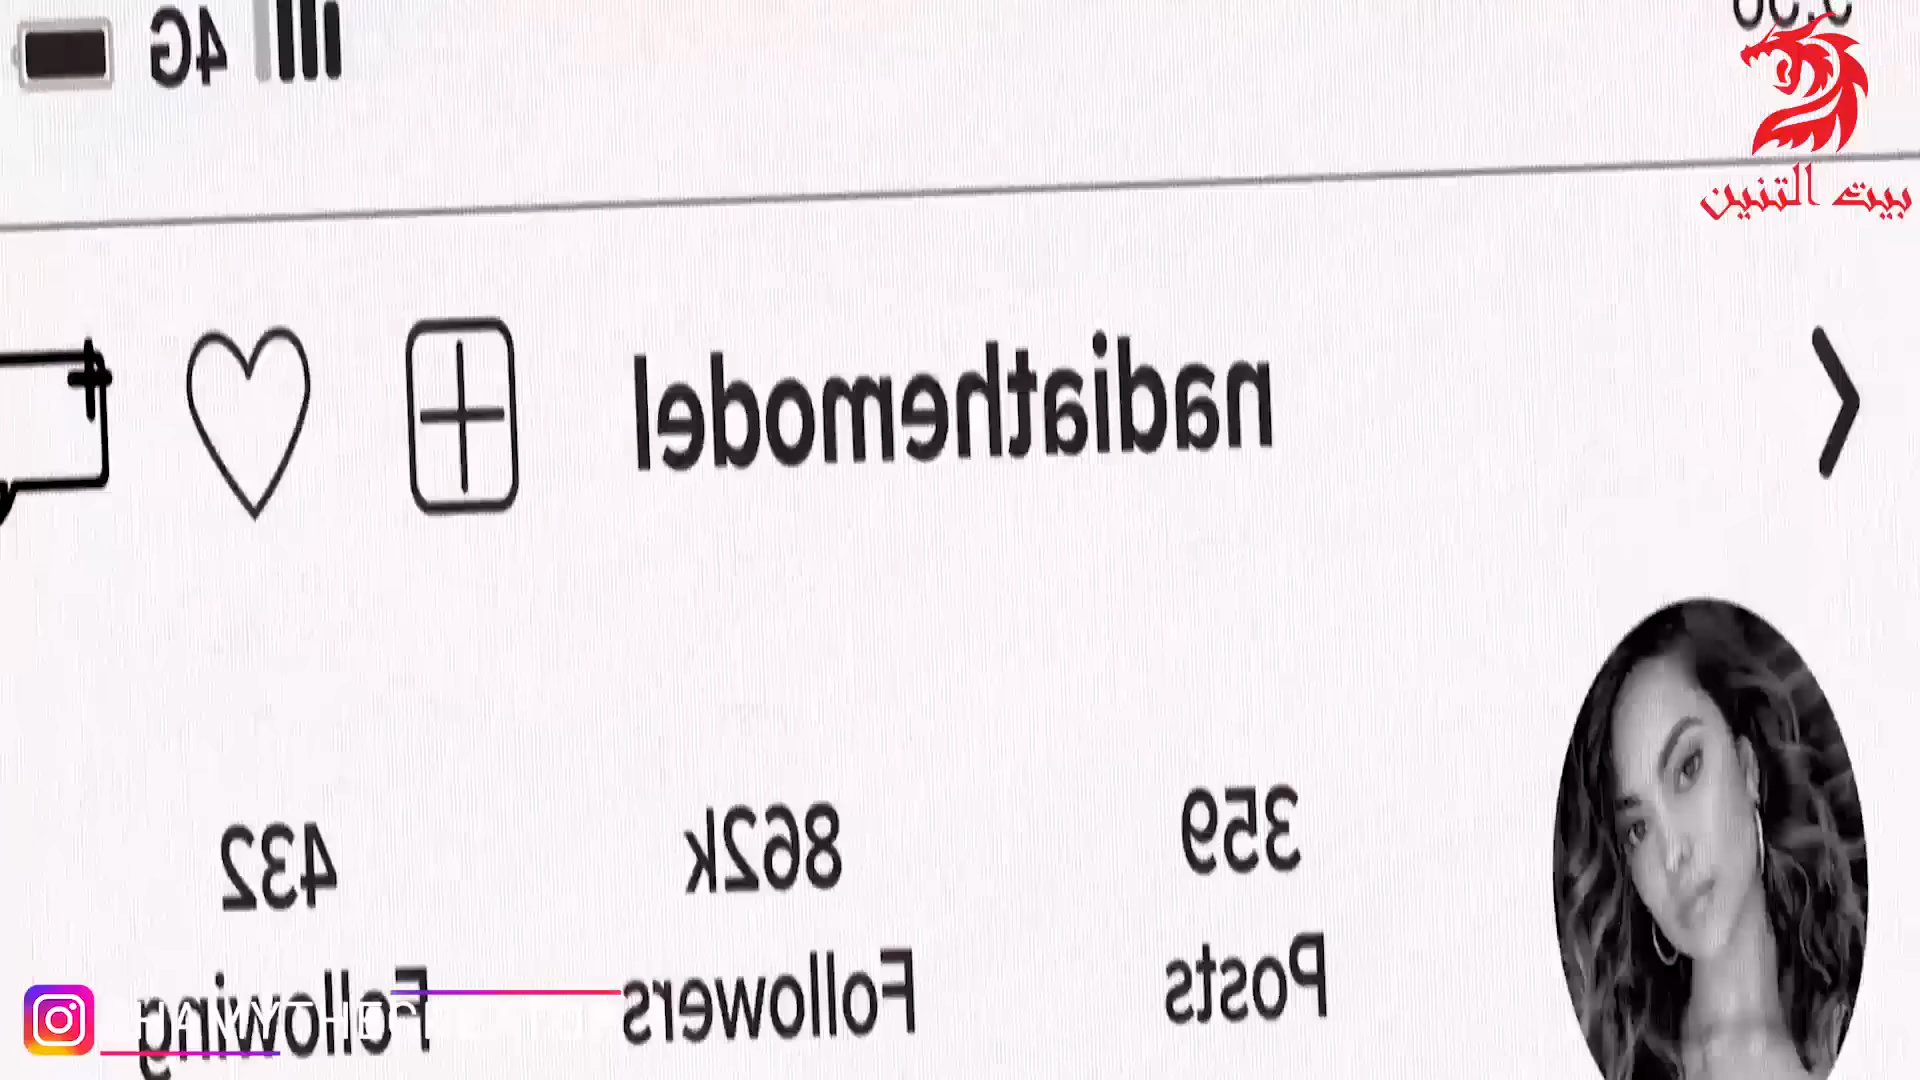 4G
بيت التنين
nadiathemodel
359
862k
432
Posts
Followers
Following